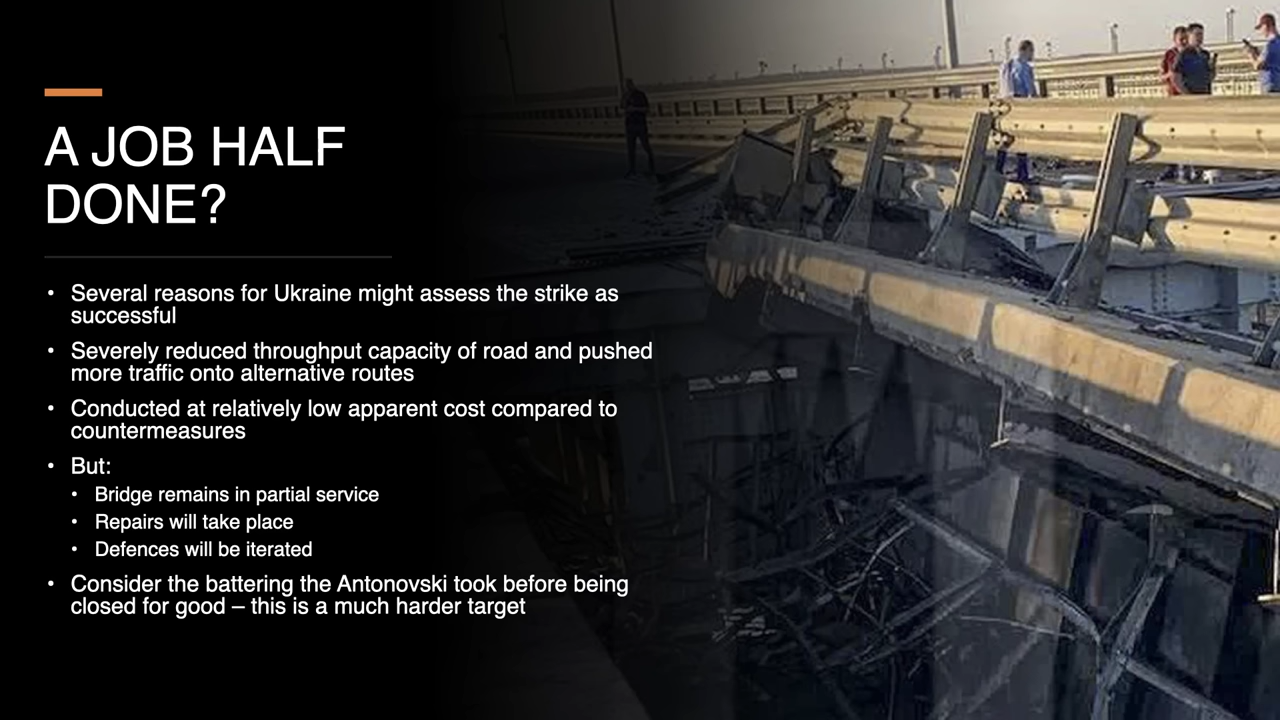 A JOB HALF
DONE?
• Several reasons for Ukraine might assess the strike as
successful
• Severely reduced throughput capacity of road and pushed
more traffic onto alternative routes
• Conducted at relatively low apparent cost compared to
countermeasures
• But:
• Bridge remains in partial service
• Repairs will take place
• Defences will be iterated
• Consider the battering the Antonovski took before being
closed for good – this is a much harder target